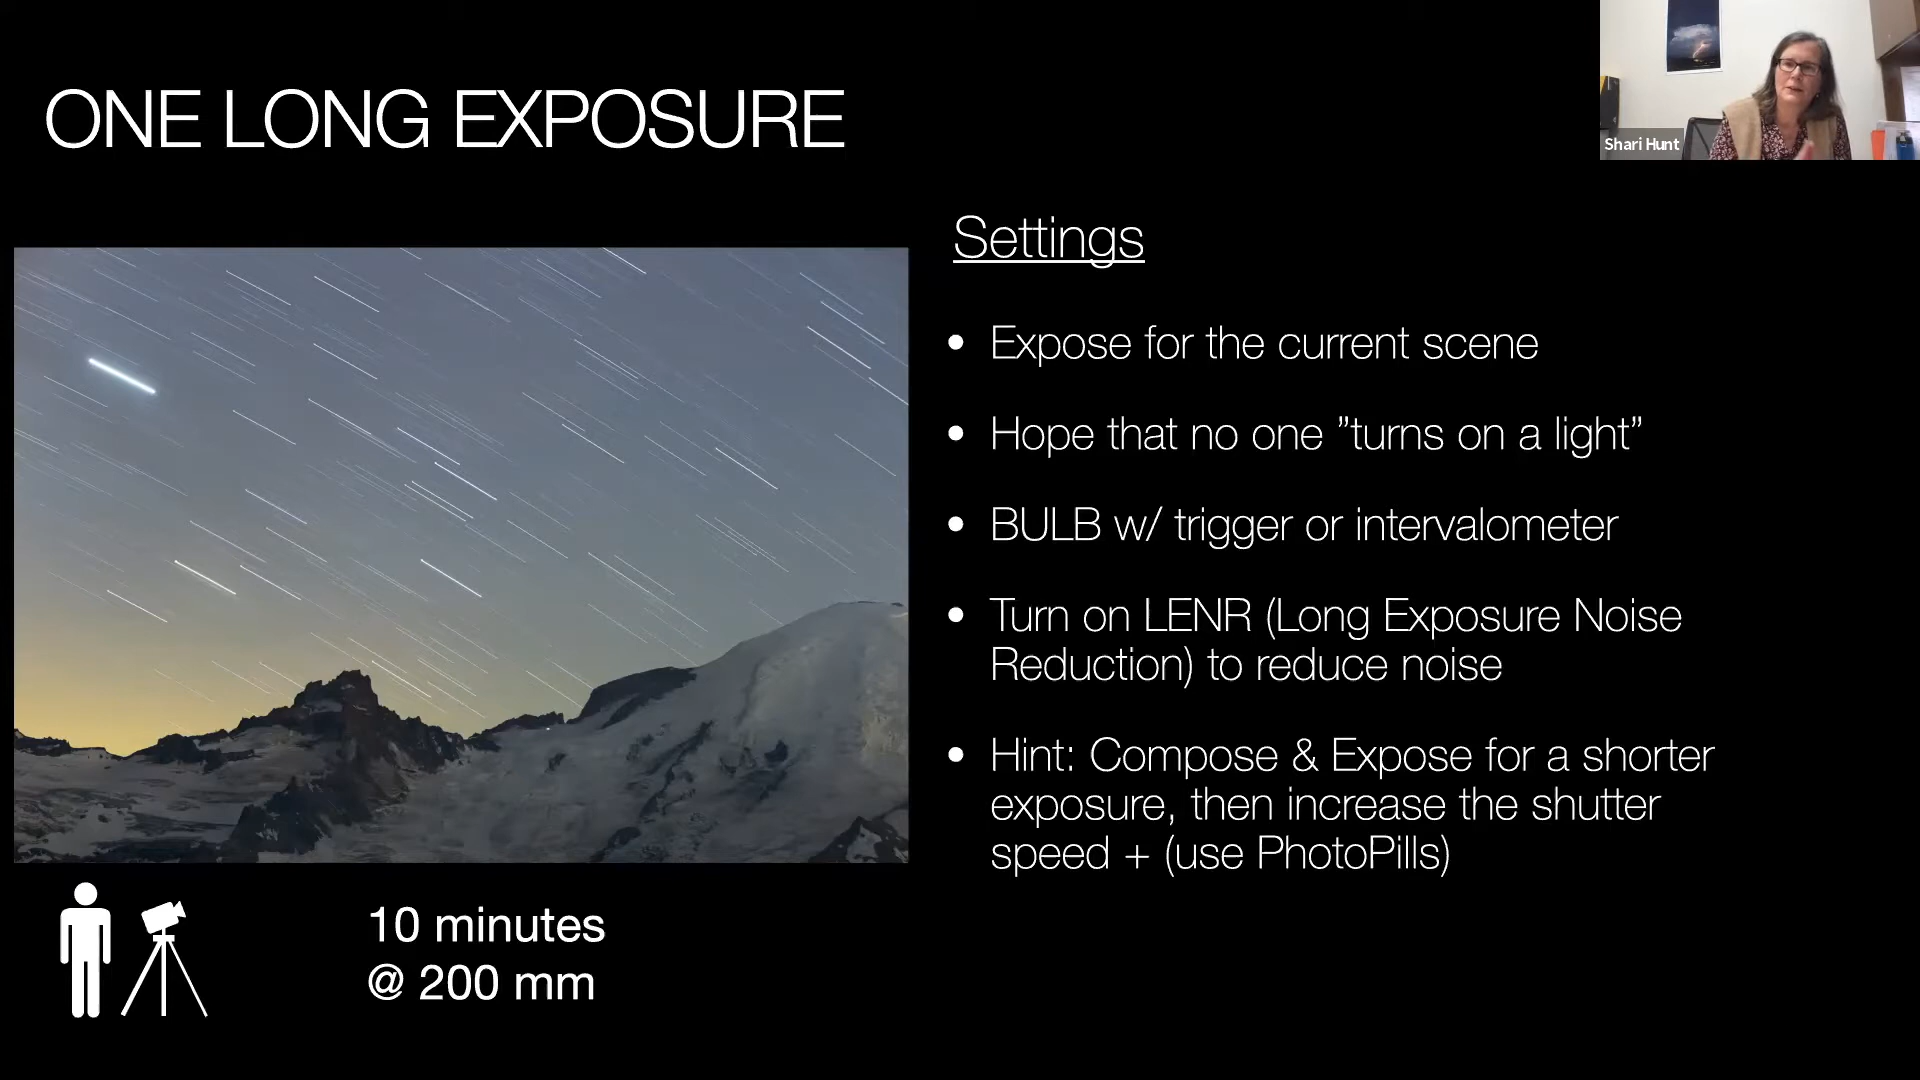 ONE LONG EXPOSURE
Shari Hunt
Settings
• Expose for the current scene
• Hope that no one ”turns on a light”
• BULB w/ trigger or intervalometer
• Turn on LENR (Long Exposure Noise
Reduction) to reduce noise
• Hint: Compose & Expose for a shorter
exposure, then increase the shutter
speed + (use PhotoPills)
10 minutes
@ 200 mm